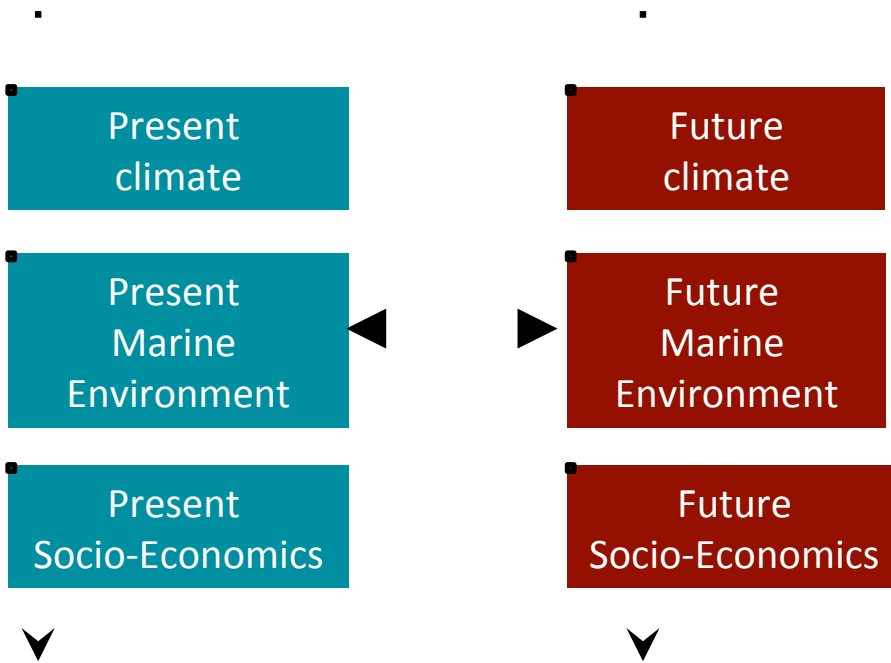 Present
climate
Future
climate
Present
Marine
Environment
Future
Marine
Environment
Present
Socio-Economics
Future
Socio-Economics